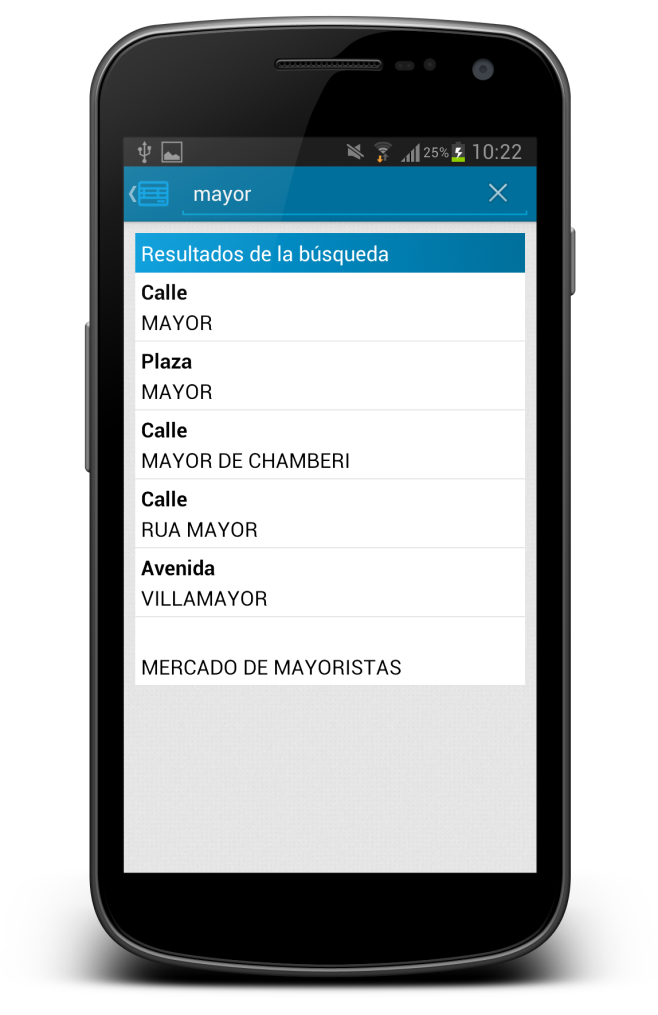 25% 10:22
mayor
Resultados de la búsqueda
Calle
MAYOR
Plaza
MAYOR
Calle
MAYOR DE CHAMBERI
Calle
RUA MAYOR
Avenida
VILLAMAYOR
MERCADO DE MAYORISTAS